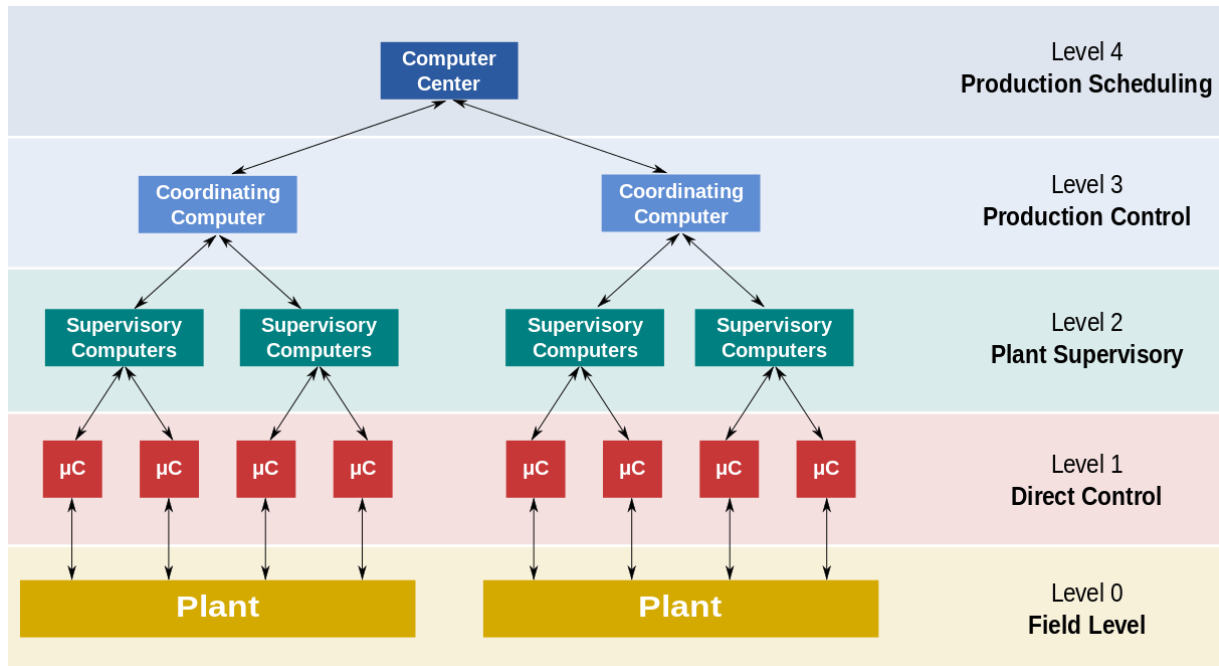 Computer
Center
Level 4
Production Scheduling
Coordinating
Computer
Coordinating
Computer
Level 3
Production Control
Supervisory
Computers
Supervisory
Computers
Supervisory
Computers
Supervisory
Computers
Level 2
Plant Supervisory
µC
µC
µC
µC
µC
µC
µC
µC
Level 1
Direct Control
Plant
Plant
Level 0
Field Level